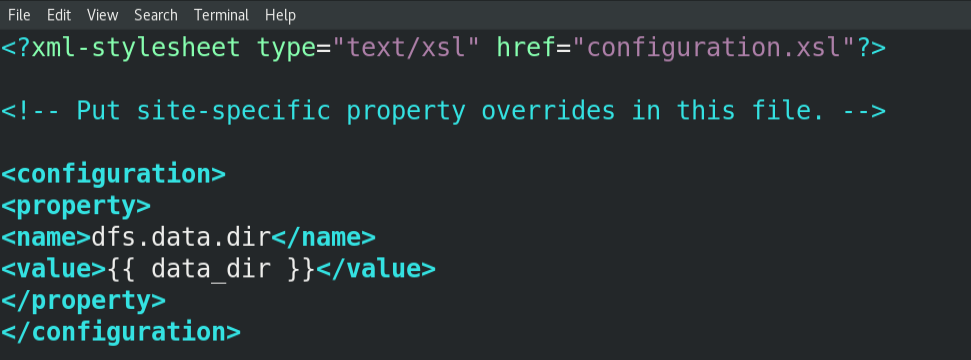 File Edit View Search Terminal Help
<?xml-stylesheet type="text/xsl" href="configuration.xsl"?>
<!-- Put site-specific property overrides in this file. -->
<configuration>
<property>
<name>dfs.data.dir</name>
<value>{{ data_dir }}</value>
</property>
</configuration>